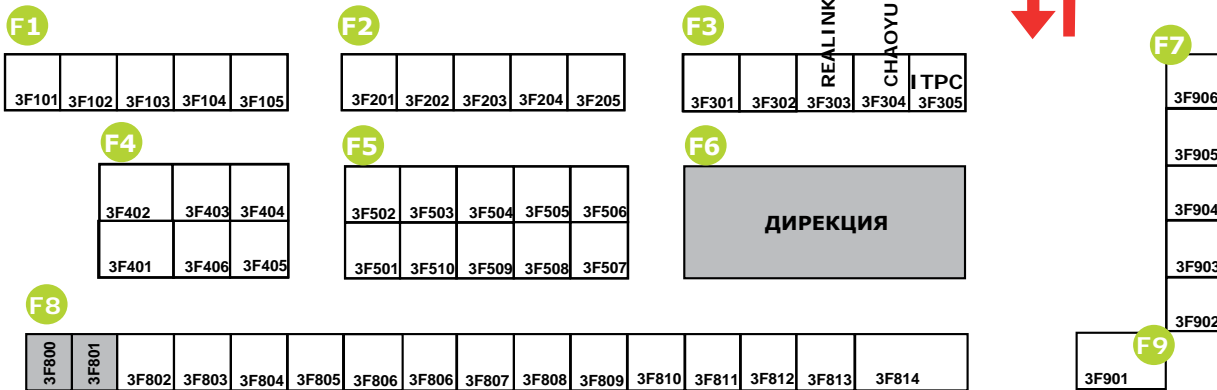 F1
F2
F3
REALINK
CHAOYU
ITPC
F7
3F101 3F102 3F103 3F104 3F105
3F201 3F202 3F203 3F204 3F205
3F301 3F302 3F303 3F304 3F305
3F906
F4
F5
F6
3F905
3F402 3F403 3F404
3F502 3F503 3F504 3F505 3F506
ДИРЕКЦИЯ
3F904
3F401 3F406 3F405
3F501 3F510 3F509 3F508 3F507
3F903
F8
3F902
F9
3F800 3F801 3F802 3F803 3F804 3F805 3F806 3F806 3F807 3F808 3F809 3F810 3F811 3F812 3F813 3F814
3F901